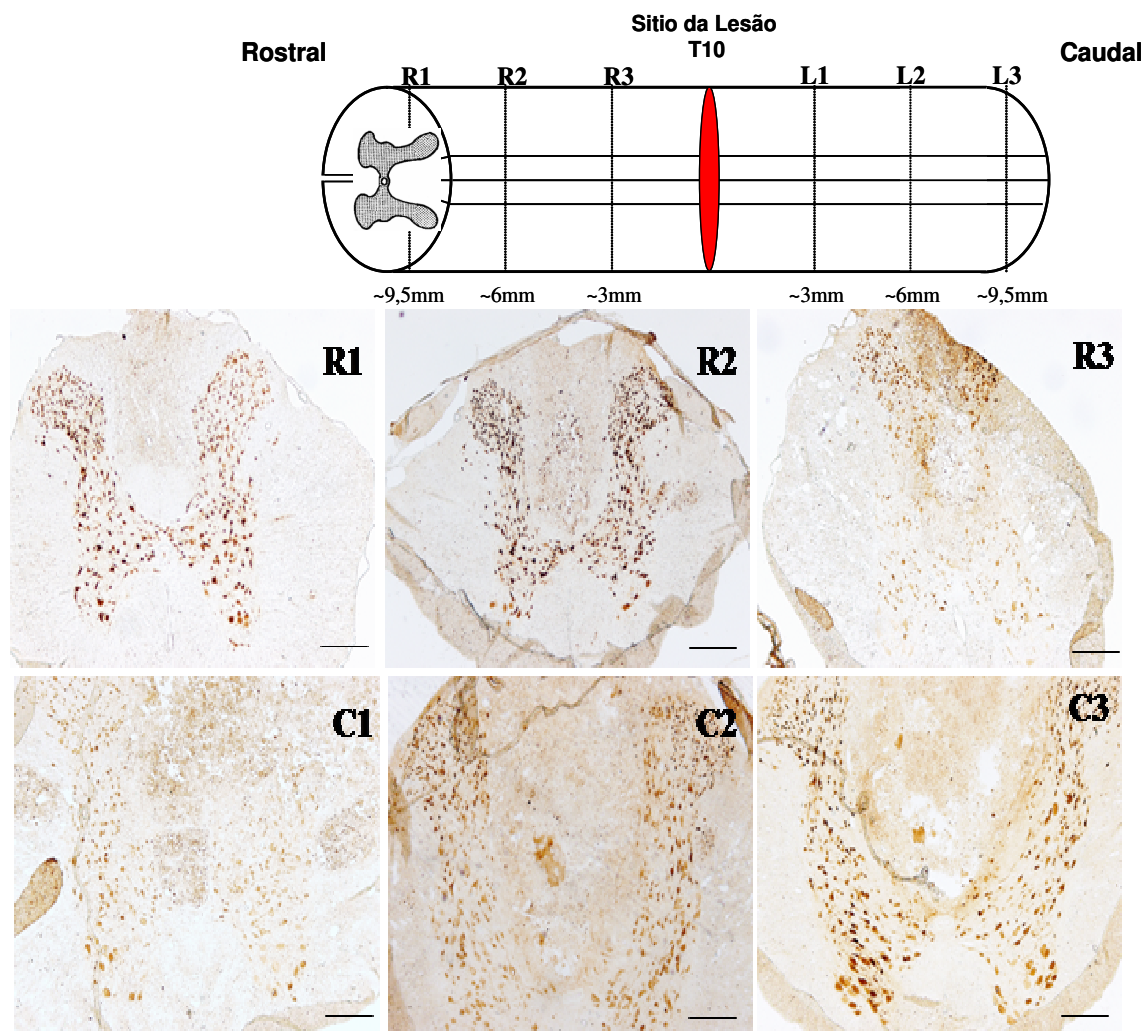 Sitio da Lesão
T10
Rostral
Caudal
R1 R2 R3 L1 L2 L3
~9,5mm ~6mm ~3mm ~3mm ~6mm ~9,5mm
R1
R2
R3
C1
C2
C3